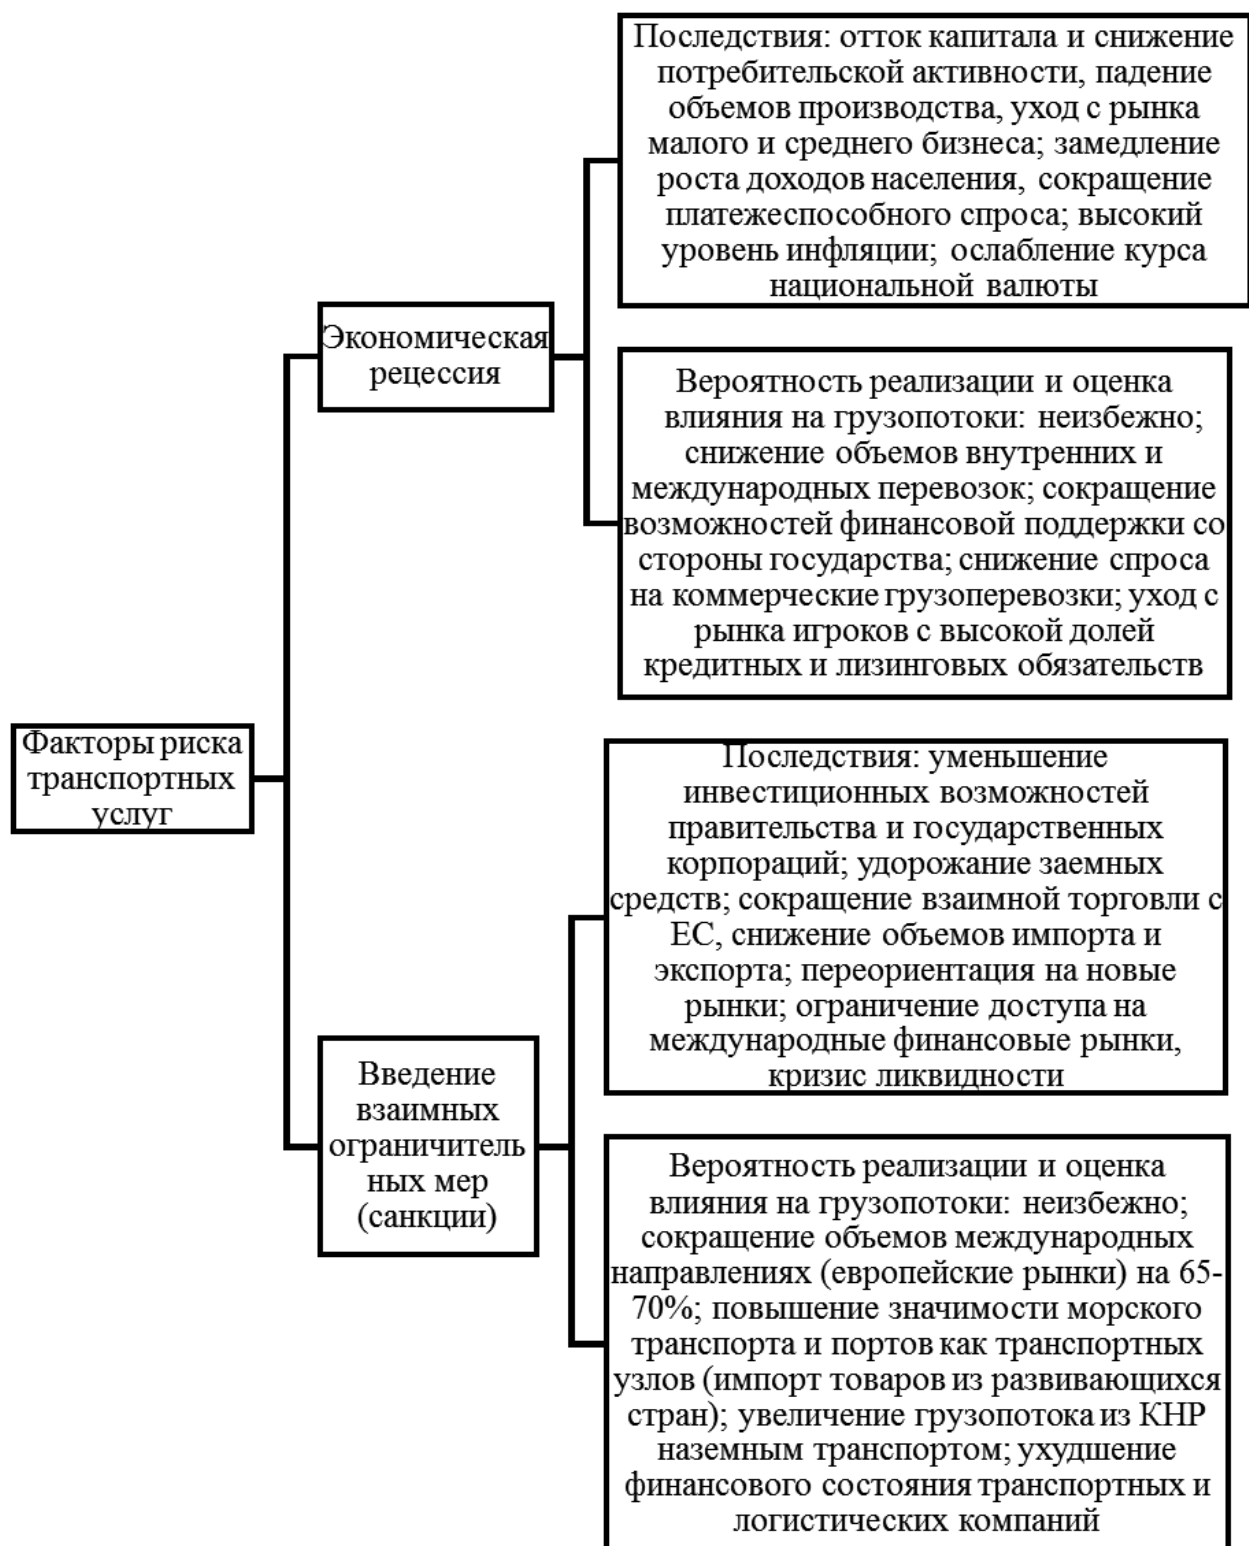 Последствия: отток капитала и снижение
потребительской активности, падение
объемов производства, уход с рынка
малого и среднего бизнеса; замедление
роста доходов населения, сокращение
платежеспособного спроса; высокий
уровень инфляции; ослабление курса
национальной валюты
Экономическая
рецессия
Вероятность реализации и оценка
влияния на грузопотоки: неизбежно;
снижение объемов внутренних и
международных перевозок; сокращение
возможностей финансовой поддержки со
стороны государства; снижение спроса
на коммерческие грузоперевозки; уход с
рынка игроков с высокой долей
кредитных и лизинговых обязательств
Факторы риска
транспортных
услуг
Последствия: уменьшение
инвестиционных возможностей
правительства и государственных
корпораций; удорожание заемных
средств; сокращение взаимной торговли с
ЕС, снижение объемов импорта и
экспорта; переориентация на новые
рынки; ограничение доступа на
международные финансовые рынки,
кризис ликвидности
Введение
взаимных
ограничитель
ных мер
(санкции)
Вероятность реализации и оценка
влияния на грузопотоки: неизбежно;
сокращение объемов международных
направлениях (европейские рынки) на 65-
70%; повышение значимости морского
транспорта и портов как транспортных
узлов (импорт товаров из развивающихся
стран); увеличение грузопотока из КНР
наземным транспортом; ухудшение
финансового состояния транспортных и
логистических компаний